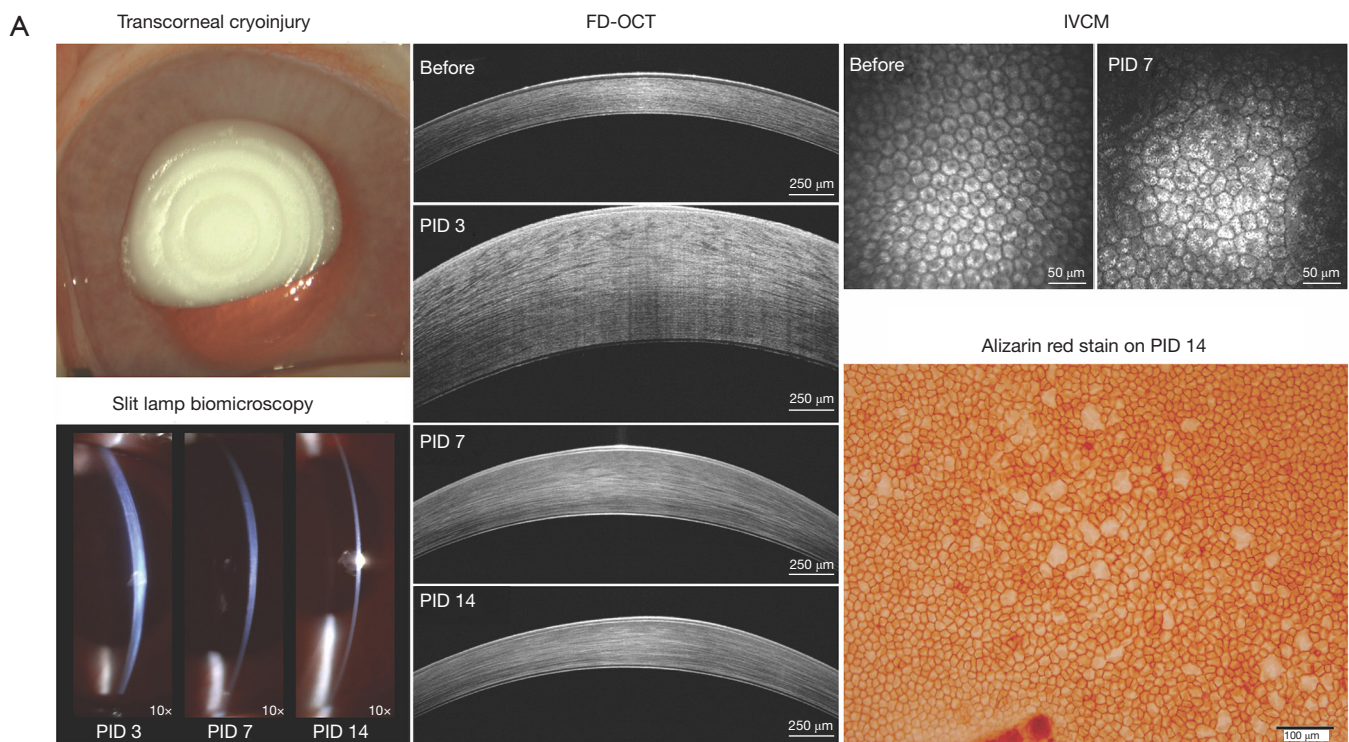 A
Transcorneal cryoinjury
FD-OCT
IVCM
Before
250 µm
PID 3
250 µm
PID 7
250 µm
PID 14
250 µm
Before
50 µm
PID 7
50 µm
Slit lamp biomicroscopy
10×
10×
10×
PID 3
PID 7
PID 14
Alizarin red stain on PID 14
100 µm